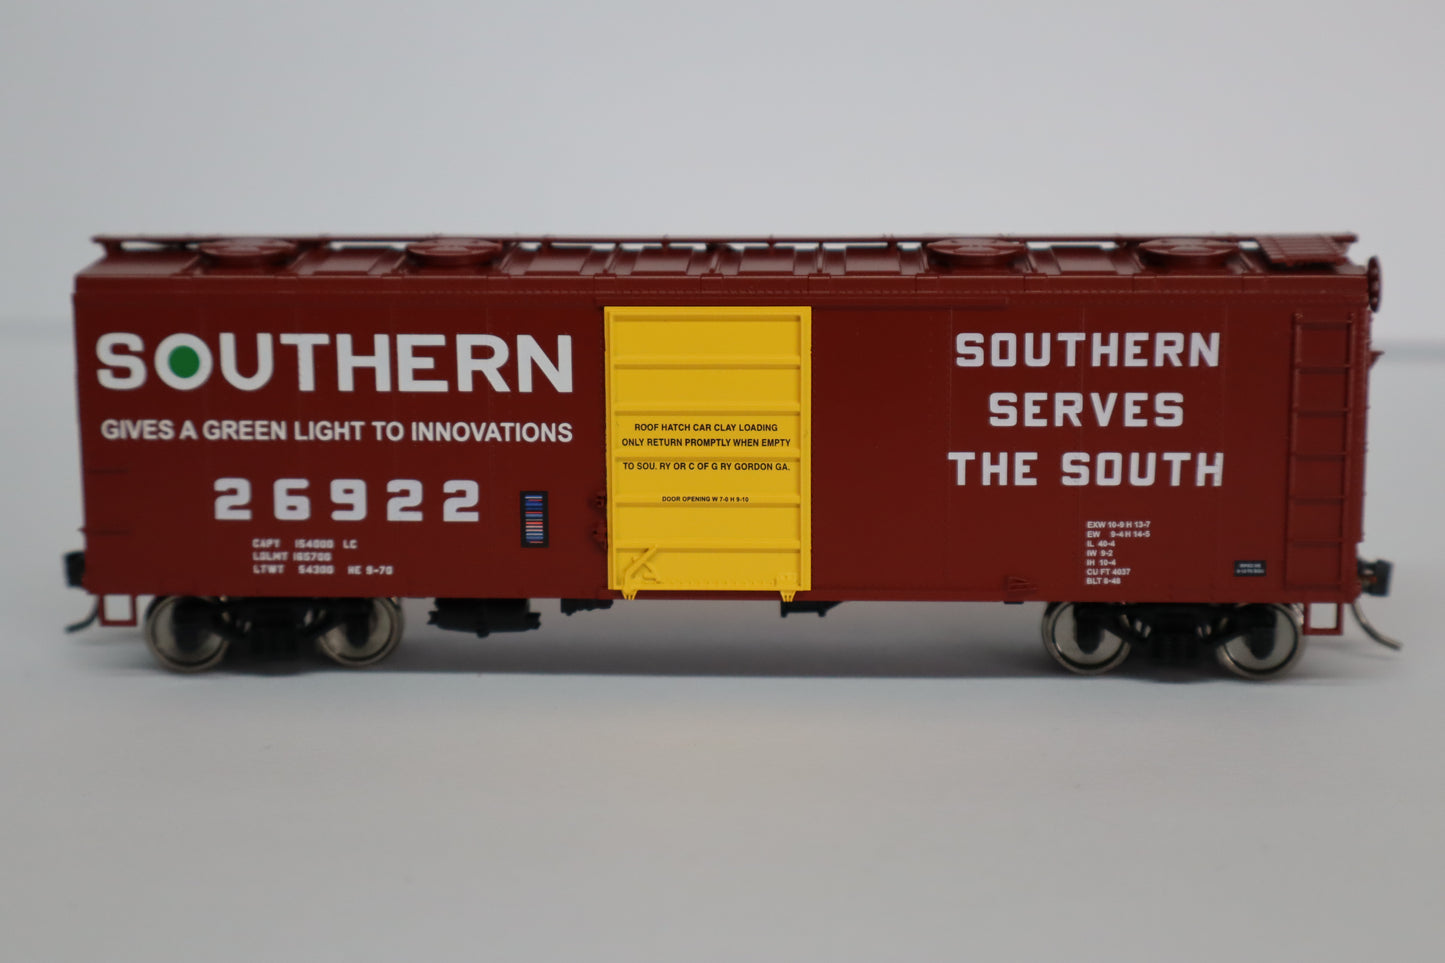 SOUTHERN
GIVES A GREEN LIGHT TO INNOVATIONS
26922
CAPY 154000 LC
LDLMT 165700
LTWT 54300 HE 9-70
ROOF HATCH CAR CLAY LOADING
ONLY RETURN PROMPTLY WHEN EMPTY
TO SOU. RY OR C OF G RY GORDON GA.
DOOR OPENING W 7-0 H 9-10
SOUTHERN
SERVES
THE SOUTH
EXW 10-9 H 13-7
EW 9-4 H 14-5
IL 40-4
IW 9-2
IH 10-4
CU FT 4037
BLT 8-48